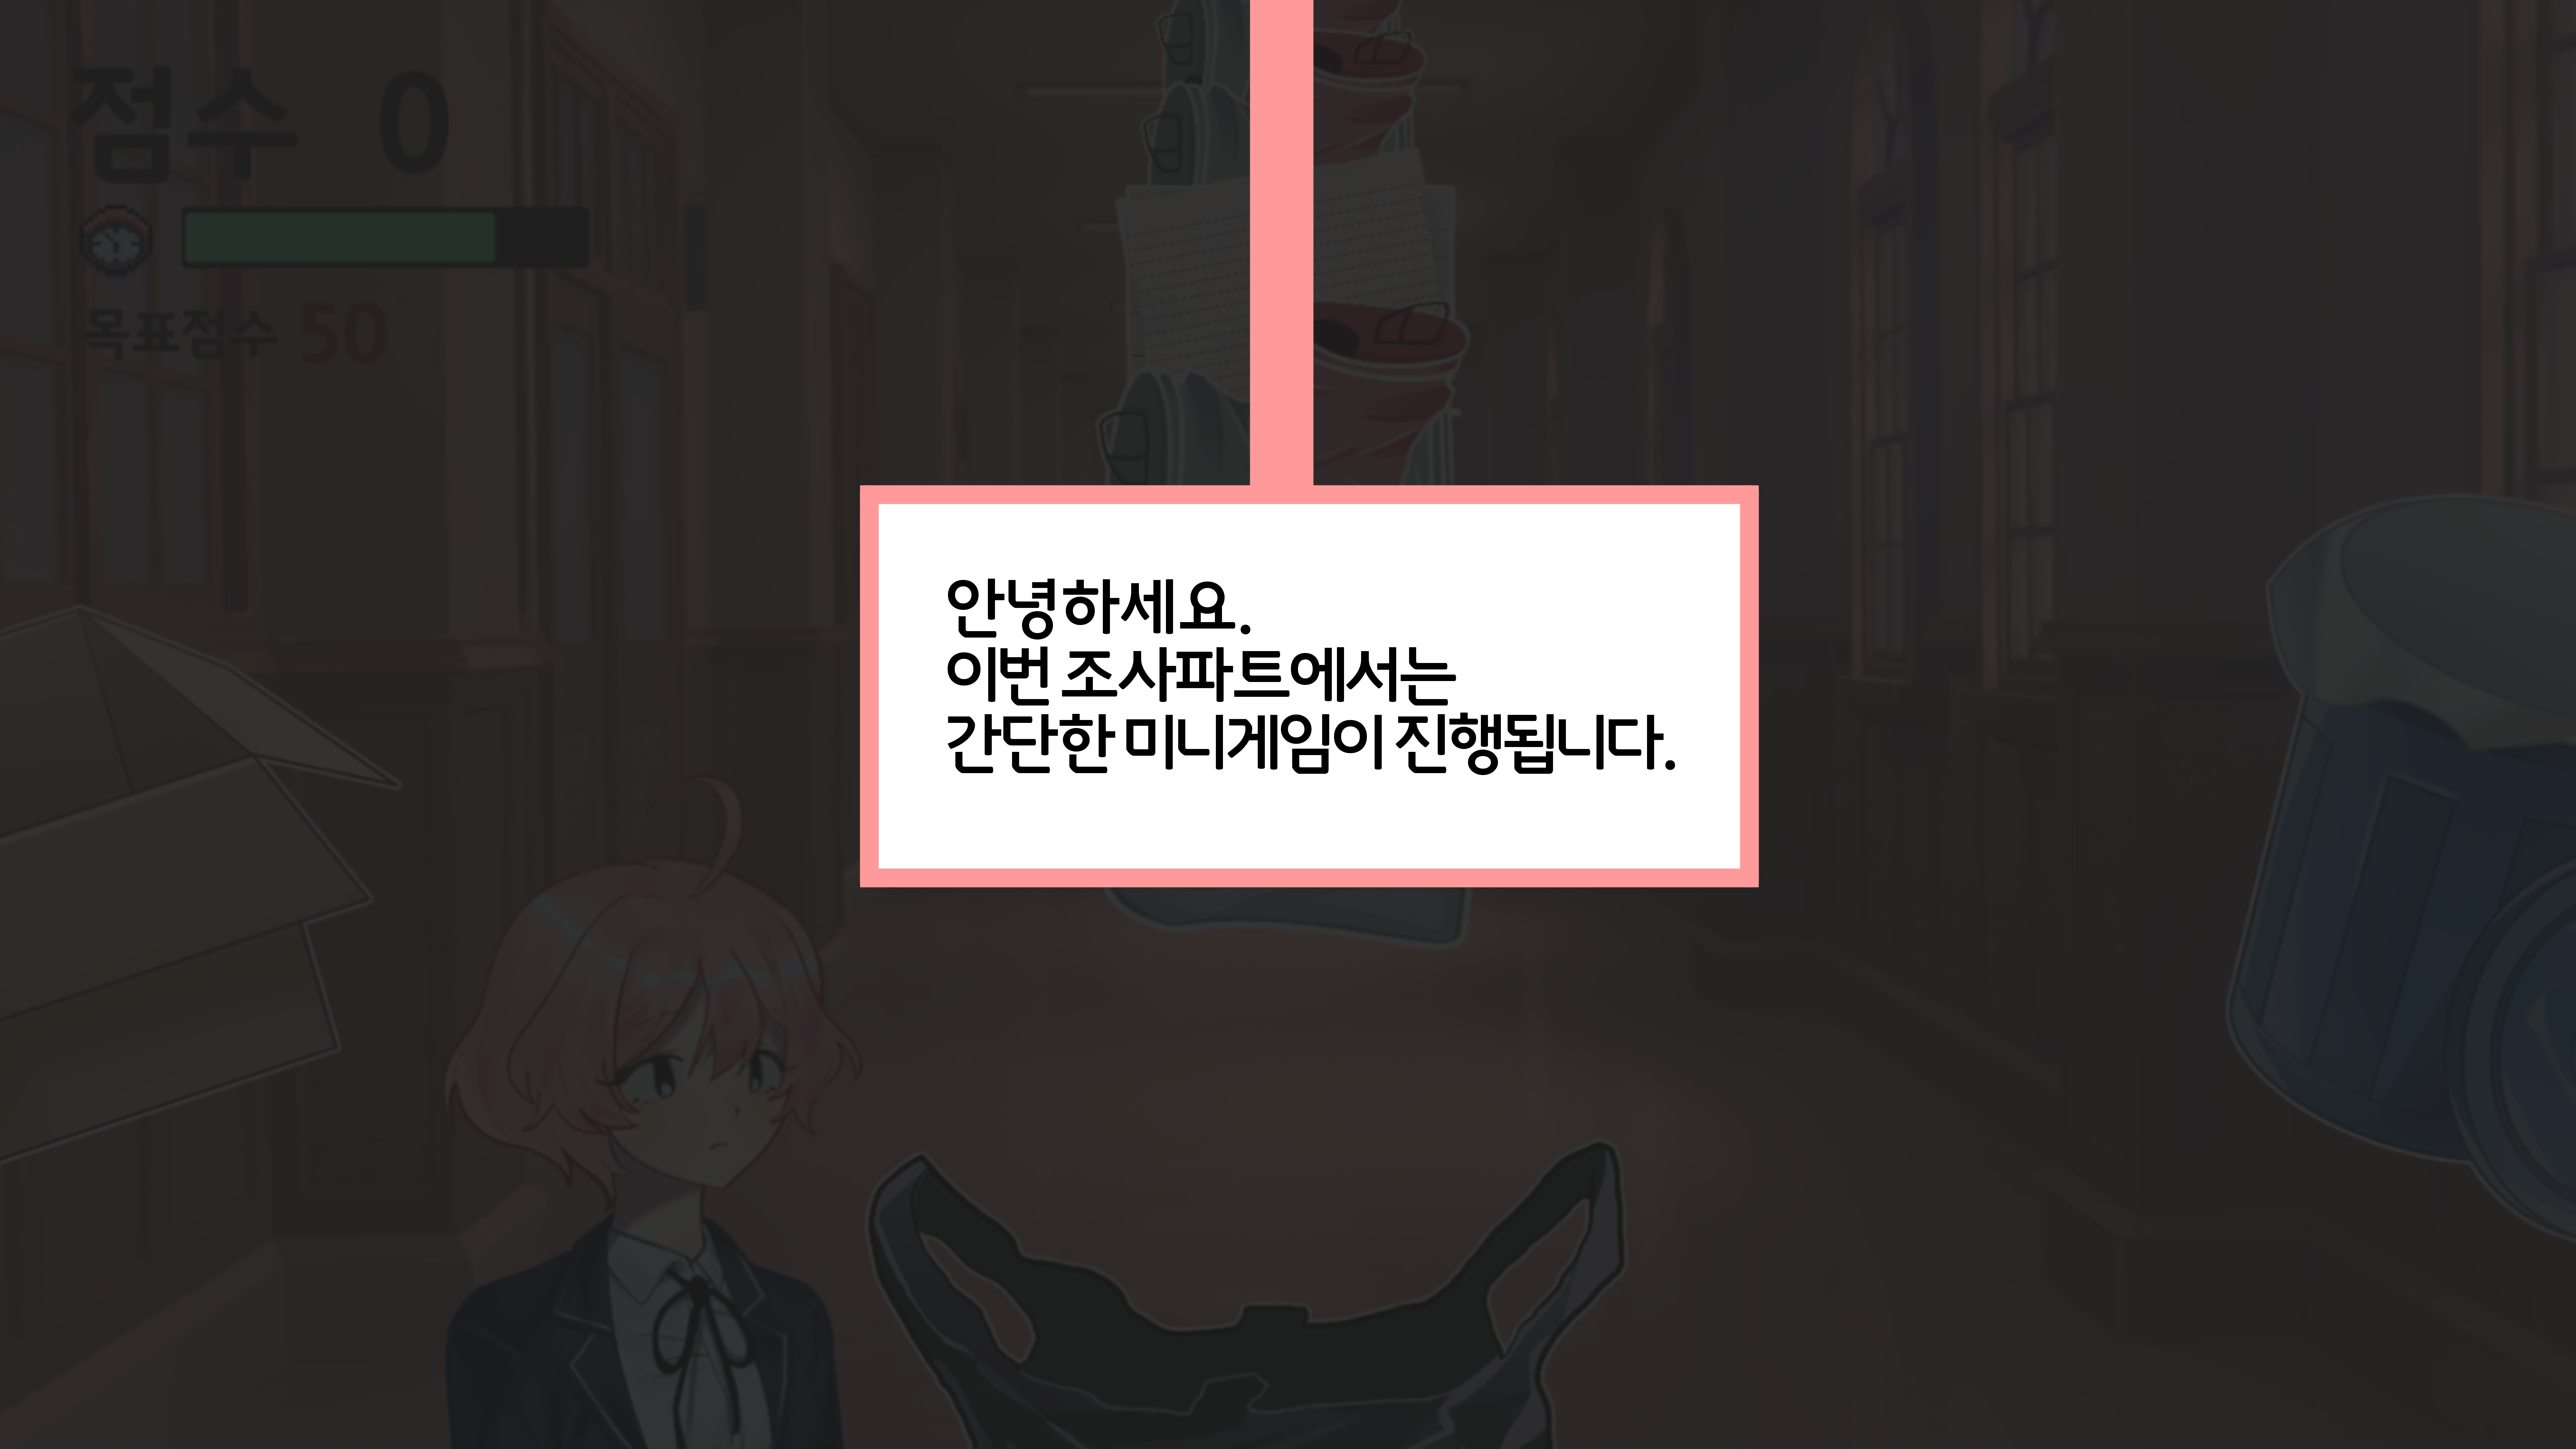 점수 0
목표점수 50
안녕하세요.
이번 조사파트에서는
간단한 미니게임이 진행됩니다.